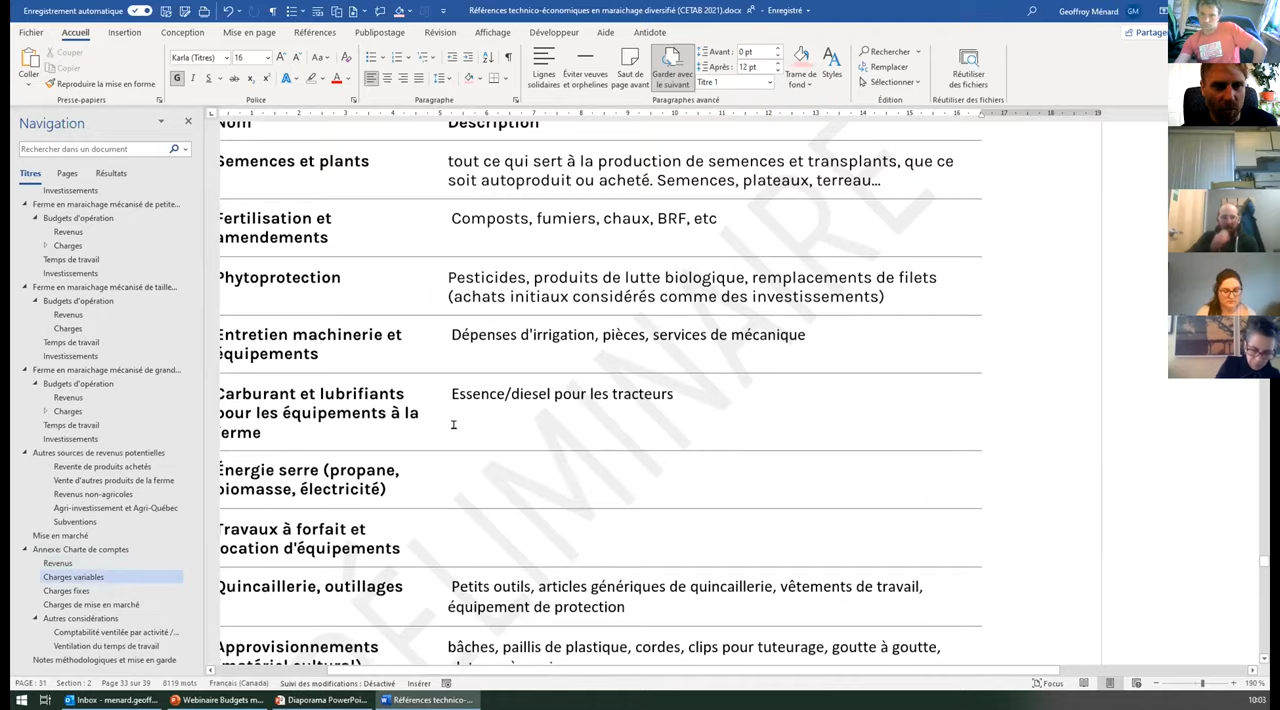 Enregistrement automatique
Références technico-économiques en maraichage diversifié (CETAB 2021).docx • Enregistré
Geoffroy Ménard
GM
Fichier Accueil Insertion Conception Mise en page Références Publipostage Révision Affichage Développeur Aide Antidote
Partage
Coller
Couper
Copier
Reproduire la mise en forme
Presse-papiers
Karla (Titres) 16
G I S
Police
Paragraphe
Lignes solidaires
Éviter veuves et orphelines
Saut de page avant
Garder avec le suivant
Avant : 0 pt
Après : 12 pt
Titre 1
Paragraphes avancé
Trame de fond
Styles
Rechercher
Remplacer
Sélectionner
Édition
Réutiliser des fichiers
Réutiliser des fichiers
Navigation
Rechercher dans un document
Titres Pages Résultats
Investissements
Ferme en maraichage mécanisé de petite...
Budgets d'opération
Revenus
Charges
Temps de travail
Investissements
Ferme en maraichage mécanisé de taille...
Budgets d'opération
Revenus
Charges
Temps de travail
Investissements
Ferme en maraichage mécanisé de grand...
Budgets d'opération
Revenus
Charges
Temps de travail
Investissements
Autres sources de revenus potentielles
Revente de produits achetés
Vente d'autres produits de la ferme
Revenus non-agricoles
Agri-investissement et Agri-Québec
Subventions
Mise en marché
Annexe: Charte de comptes
Revenus
Charges variables
Charges fixes
Charges de mise en marché
Autres considérations
Comptabilité ventilée par activité /...
Ventilation du temps de travail
Notes méthodologiques et mise en garde
Nom Description
Semences et plants
tout ce qui sert à la production de semences et transplants, que ce
soit autoproduit ou acheté. Semences, plateaux, terreau…
Fertilisation et
amendements
Composts, fumiers, chaux, BRF, etc
Phytoprotection
Pesticides, produits de lutte biologique, remplacements de filets
(achats initiaux considérés comme des investissements)
Entretien machinerie et
équipements
Dépenses d'irrigation, pièces, services de mécanique
Carburant et lubrifiants
pour les équipements à la
ferme
Essence/diesel pour les tracteurs
Énergie serre (propane,
biomasse, électricité)
Travaux à forfait et
location d'équipements
Quincaillerie, outillages
Petits outils, articles génériques de quincaillerie, vêtements de travail,
équipement de protection
Approvisionnements
(matériel cultural)
bâches, paillis de plastique, cordes, clips pour tuteurage, goutte à goutte,
PAGE : 31 Section : 2 Page 33 sur 39 8119 mots Français (Canada) Suivi des modifications : Désactivé Insérer
Focus
190 %
Inbox - menard.geoff...
Webinaire Budgets m...
Diaporama PowerPoi...
Références technico-...
10:03